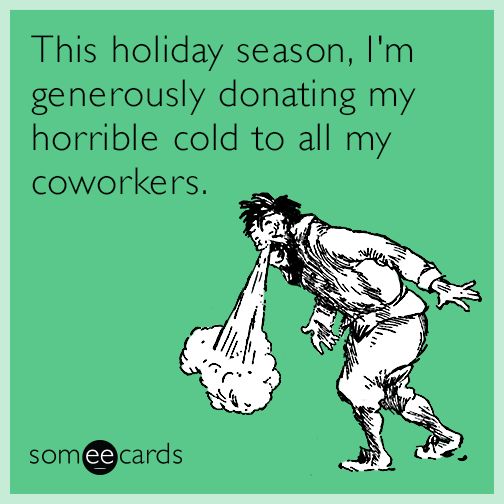 This holiday season, I'm
generously donating my
horrible cold to all my
coworkers.
someecards